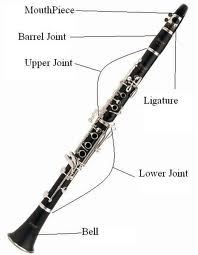 MouthPiece
Barrel Joint
Upper Joint
Ligature
Lower Joint
Bell